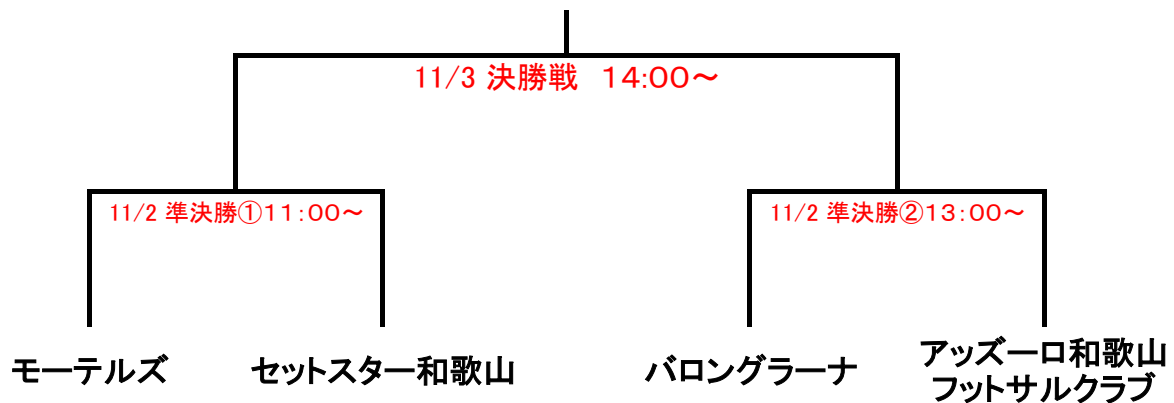 11/3 決勝戦　１4:００～
11/2 準決勝①１１:００～
11/2 準決勝②１３:００～
モーテルズ
セットスター和歌山
バロングラーナ
アッズーロ和歌山
フットサルクラブ